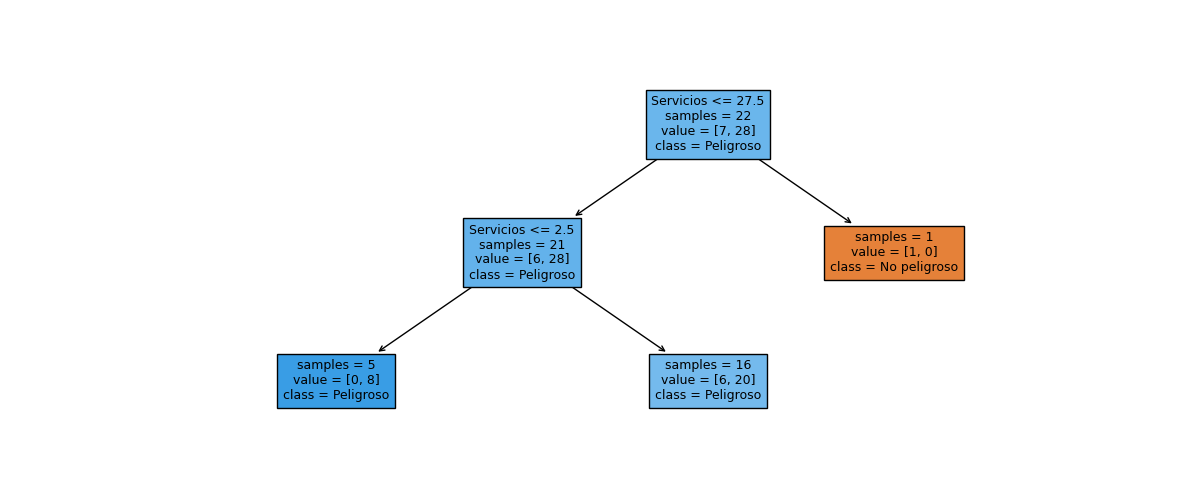 Servicios <= 27.5
samples = 22
value = [7, 28]
class = Peligroso
Servicios <= 2.5
samples = 21
value = [6, 28]
class = Peligroso
samples = 1
value = [1, 0]
class = No peligroso
samples = 5
value = [0, 8]
class = Peligroso
samples = 16
value = [6, 20]
class = Peligroso